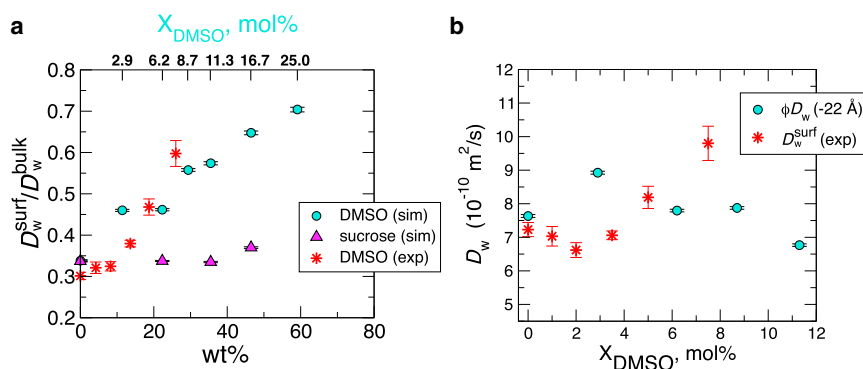 a
X_DMSO, mol%
2.9 6.2 8.7 11.3 16.7 25.0
0.8
0.7
0.6
0.5
0.4
0.3
0.2
D_w^surf/D_w^bulk
DMSO (sim)
sucrose (sim)
DMSO (exp)
0 20 40 60 80
wt%
b
12
11
10
9
8
7
6
5
D_w (10^-10 m^2/s)
ϕD_w (-22 Å)
D_w^surf (exp)
0 2 4 6 8 10 12
X_DMSO, mol%